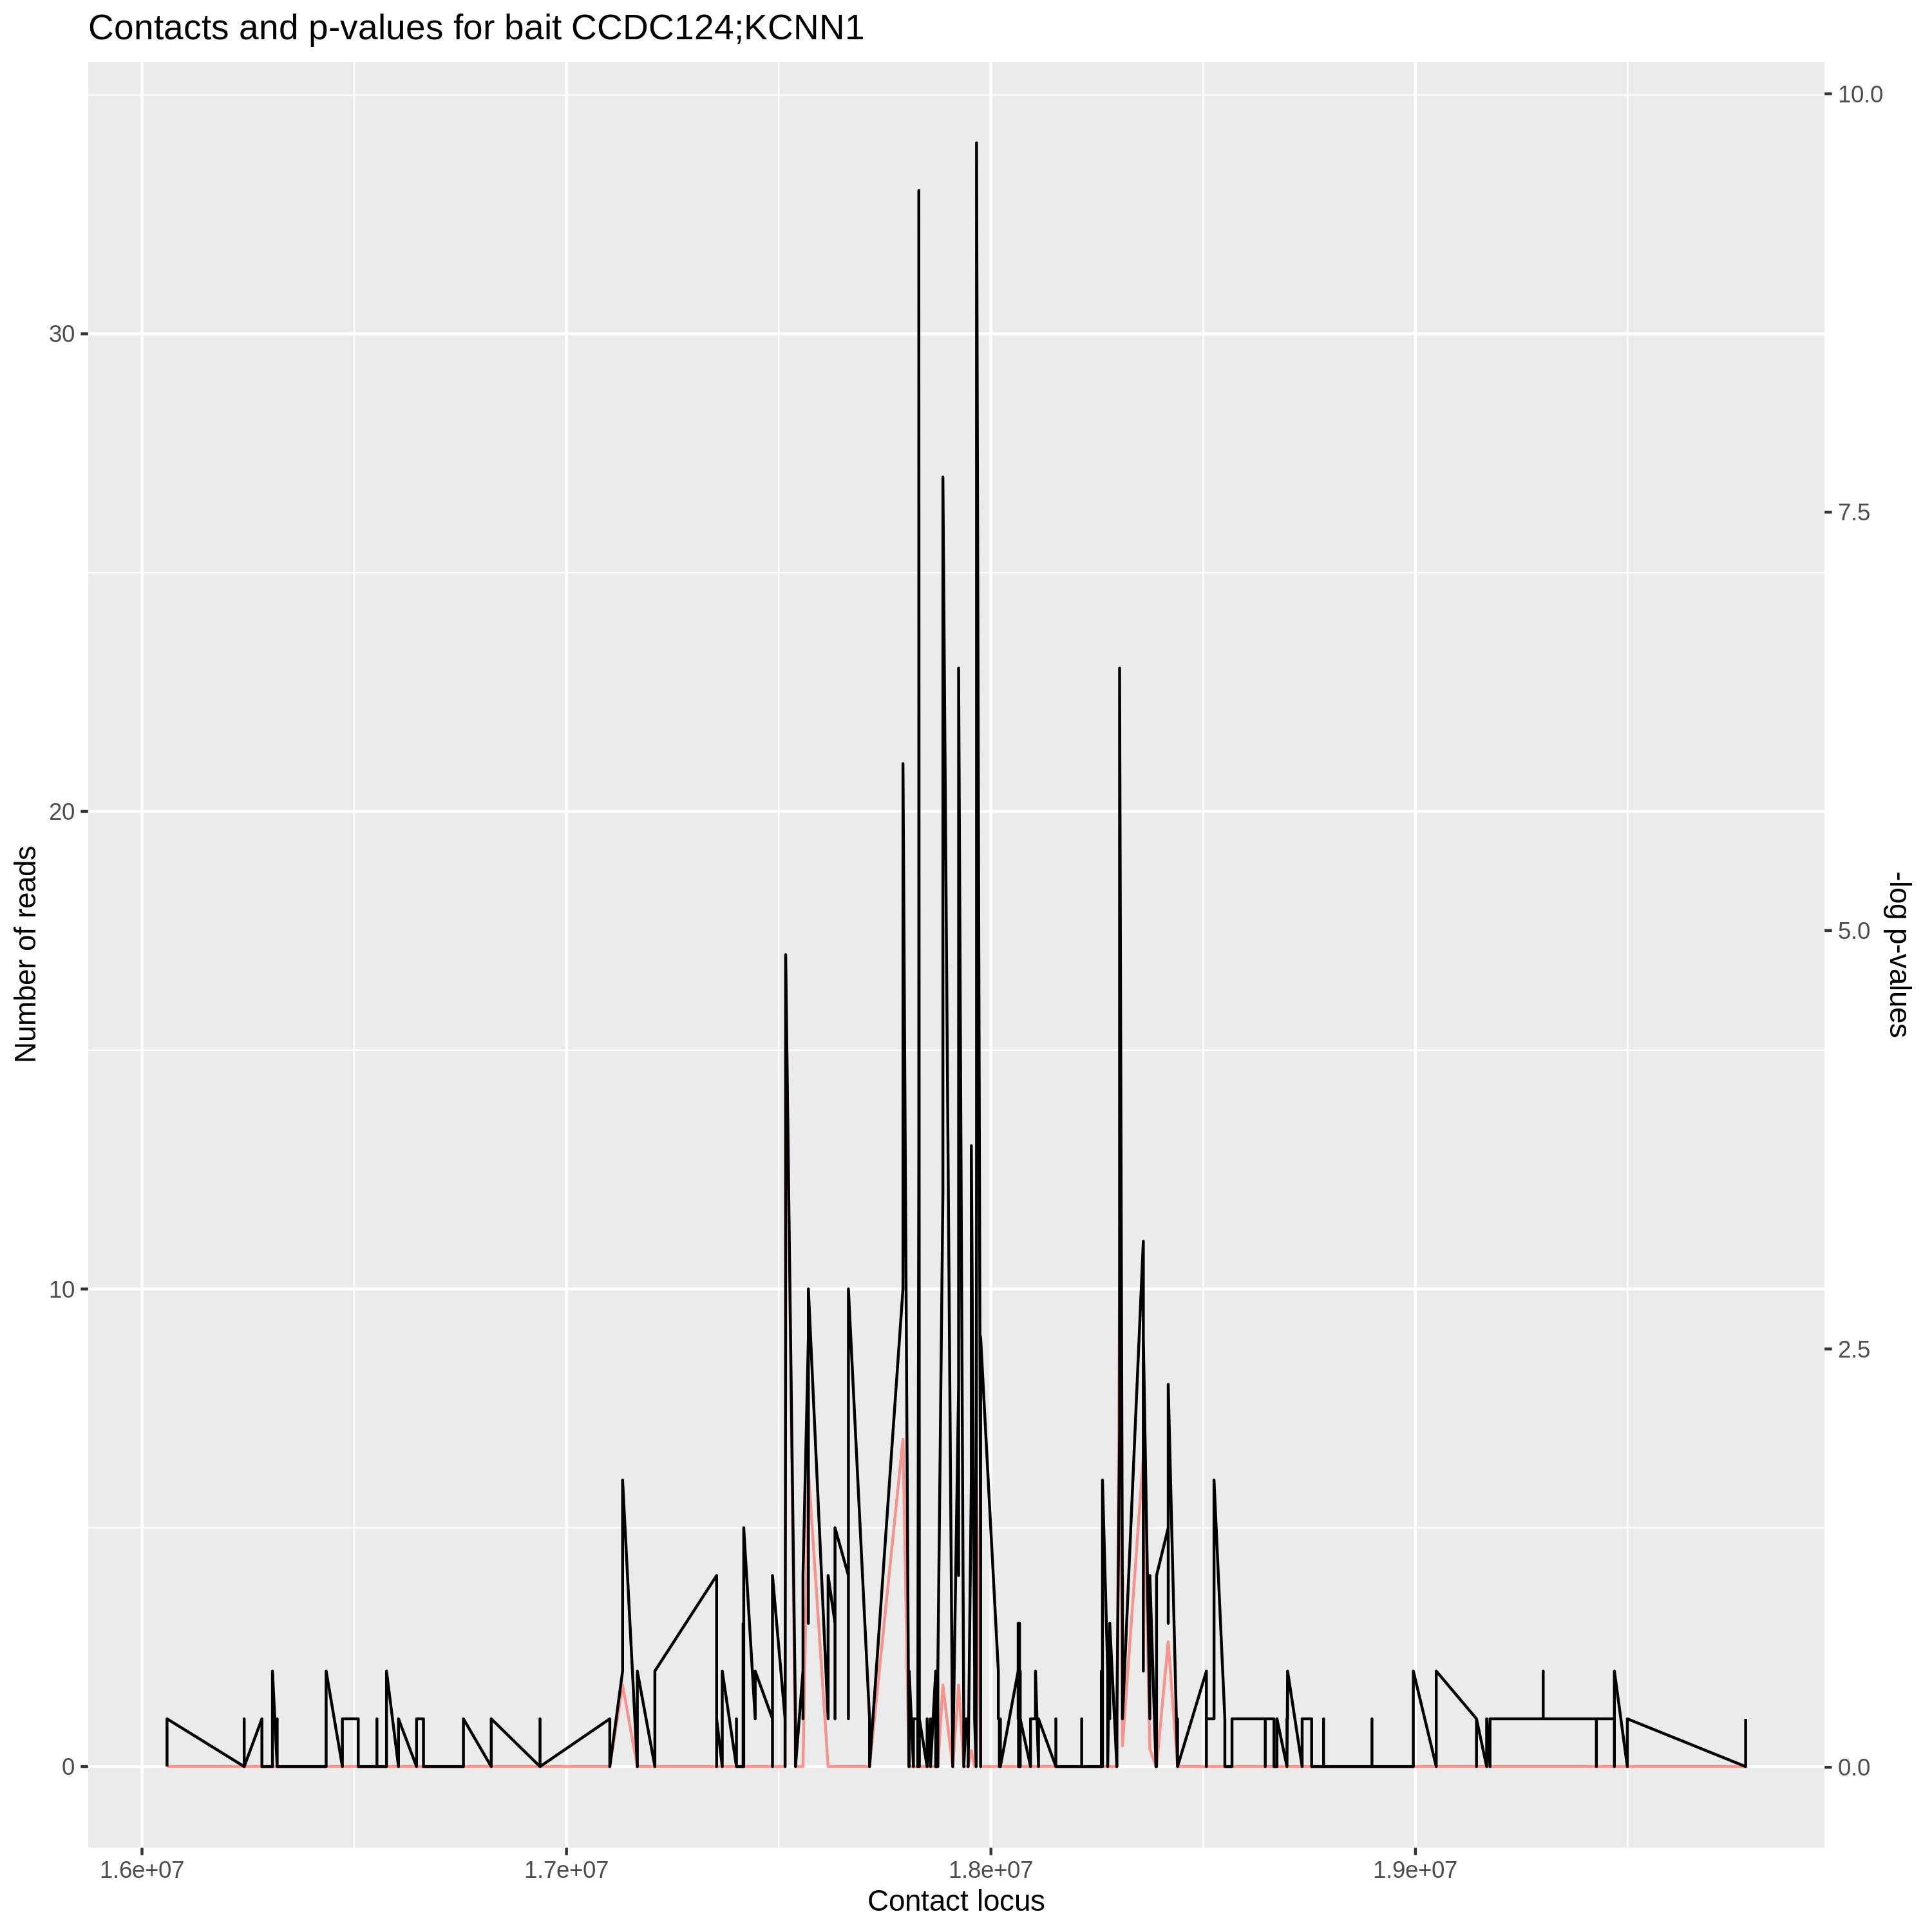 Contacts and p-values for bait CCDC124;KCNN1
10.0
7.5
5.0
2.5
0.0
30
20
10
0
Number of reads
-log p-values
1.6e+07
1.7e+07
1.8e+07
1.9e+07
Contact locus